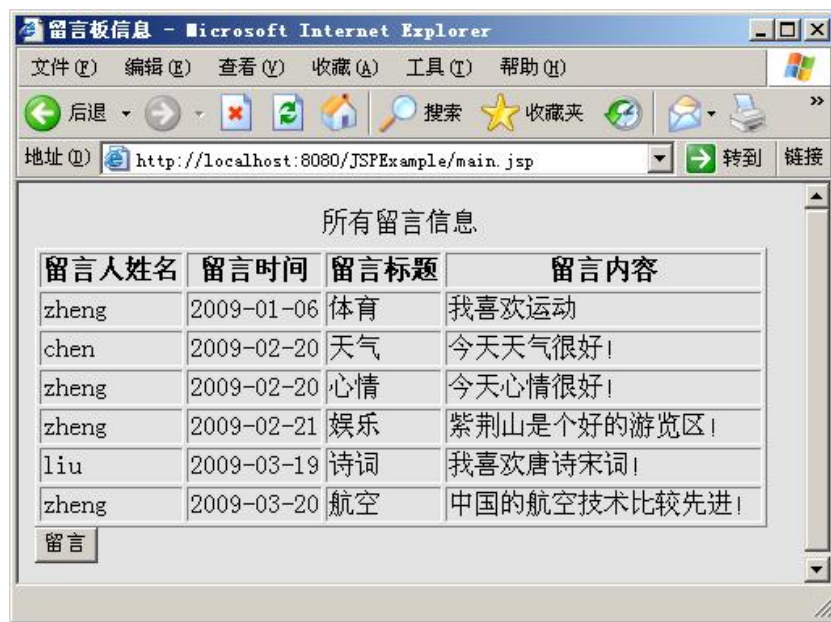 留言板信息 - Microsoft Internet Explorer
文件(F) 编辑(E) 查看(V) 收藏(A) 工具(T) 帮助(H)
后退 搜索 收藏夹 »
地址(D) http://localhost:8080/JSPExample/main.jsp 转到 链接
所有留言信息
留言人姓名 留言时间 留言标题 留言内容
zheng 2009-01-06 体育 我喜欢运动
chen 2009-02-20 天气 今天天气很好!
zheng 2009-02-20 心情 今天心情很好!
zheng 2009-02-21 娱乐 紫荆山是个好的游览区!
liu 2009-03-19 诗词 我喜欢唐诗宋词!
zheng 2009-03-20 航空 中国的航空技术比较先进!
留言